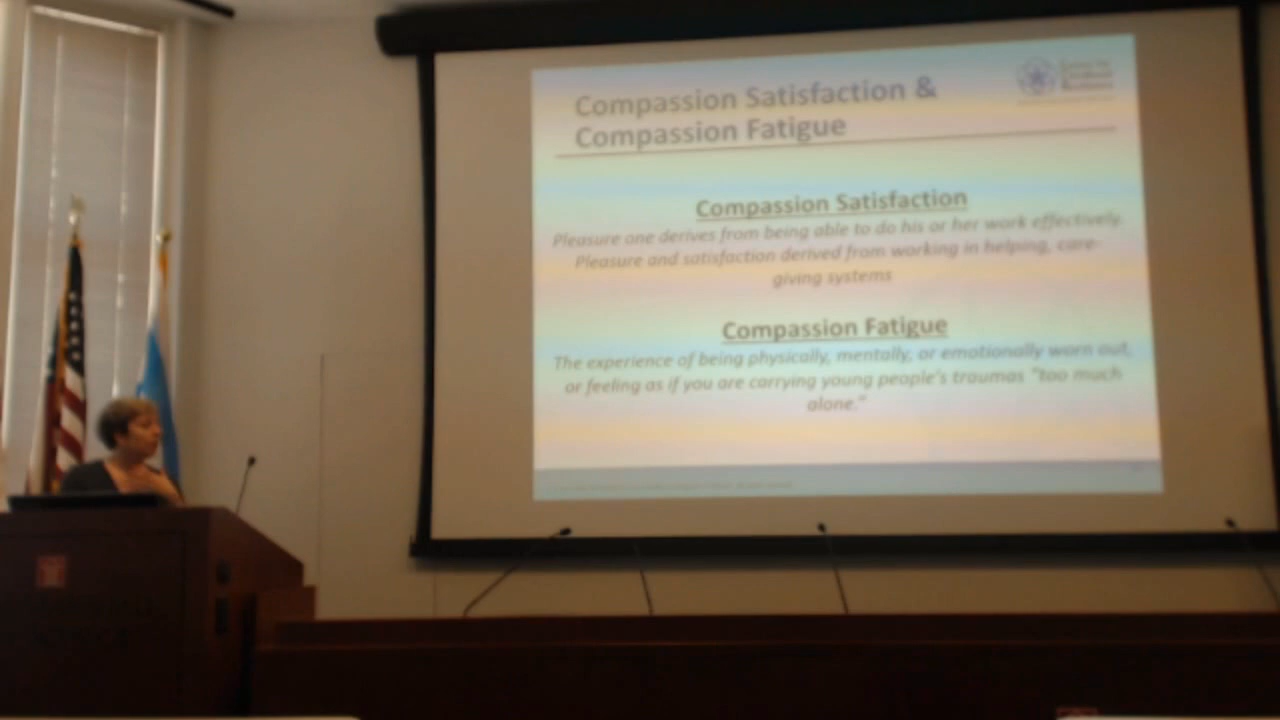 Compassion Satisfaction &
Compassion Fatigue
Compassion Satisfaction
Pleasure one derives from being able to do his or her work effectively.
Pleasure and satisfaction derived from working in helping, care-
giving systems
Compassion Fatigue
The experience of being physically, mentally, or emotionally worn out,
or feeling as if you are carrying young people's traumas "too much
alone."